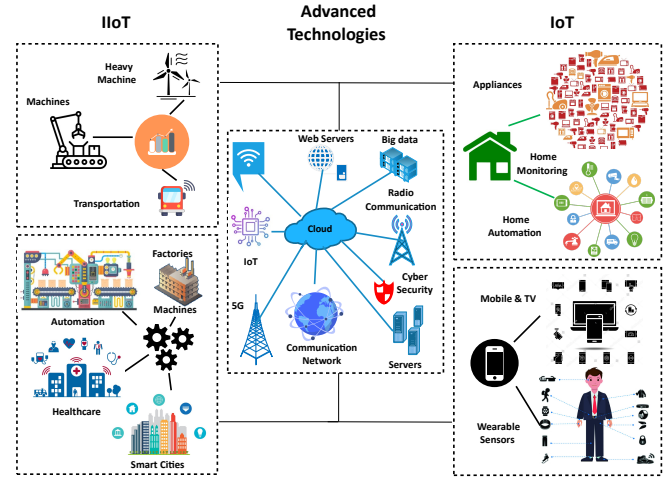 IIoT
Advanced
Technologies
IoT
Heavy
Machine
Machines
Transportation
Factories
Machines
Automation
Healthcare
Smart Cities
Web Servers
Big data
Radio
Communication
Cloud
IoT
Cyber
Security
5G
Communication
Network
Servers
Appliances
Home
Monitoring
Home
Automation
Mobile & TV
Wearable
Sensors